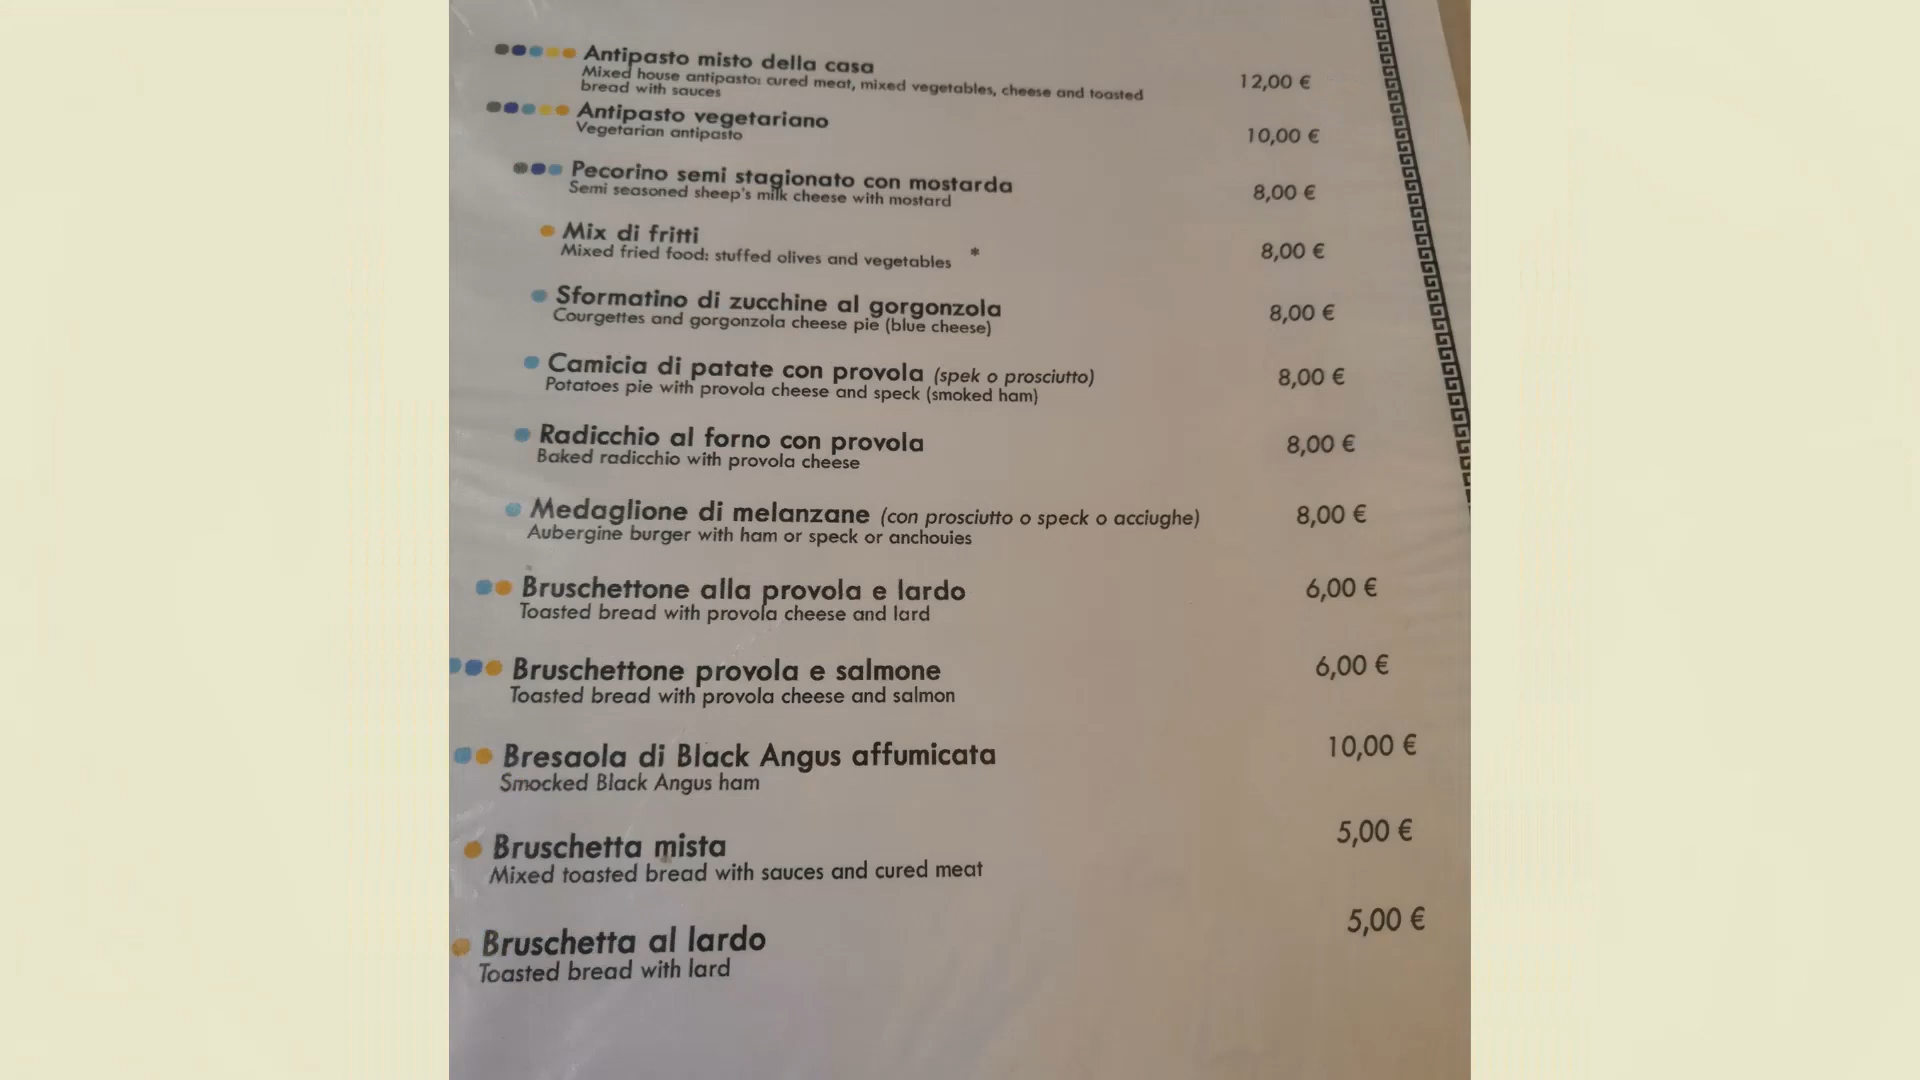 Antipasto misto della casa
Mixed house antipasto: cured meat, mixed vegetables, cheese and toasted
bread with sauces
12,00 €
Antipasto vegetariano
Vegetarian antipasto
10,00 €
Pecorino semi stagionato con mostarda
Semi seasoned sheep's milk cheese with mostard
8,00 €
Mix di fritti
Mixed fried food: stuffed olives and vegetables *
8,00 €
Sformatino di zucchine al gorgonzola
Courgettes and gorgonzola cheese pie (blue cheese)
8,00 €
Camicia di patate con provola (spek o prosciutto)
Potatoes pie with provola cheese and speck (smoked ham)
8,00 €
Radicchio al forno con provola
Baked radicchio with provola cheese
8,00 €
Medaglione di melanzane (con prosciutto o speck o acciughe)
Aubergine burger with ham or speck or anchouies
8,00 €
Bruschettone alla provola e lardo
Toasted bread with provola cheese and lard
6,00 €
Bruschettone provola e salmone
Toasted bread with provola cheese and salmon
6,00 €
Bresaola di Black Angus affumicata
Smocked Black Angus ham
10,00 €
Bruschetta mista
Mixed toasted bread with sauces and cured meat
5,00 €
Bruschetta al lardo
Toasted bread with lard
5,00 €